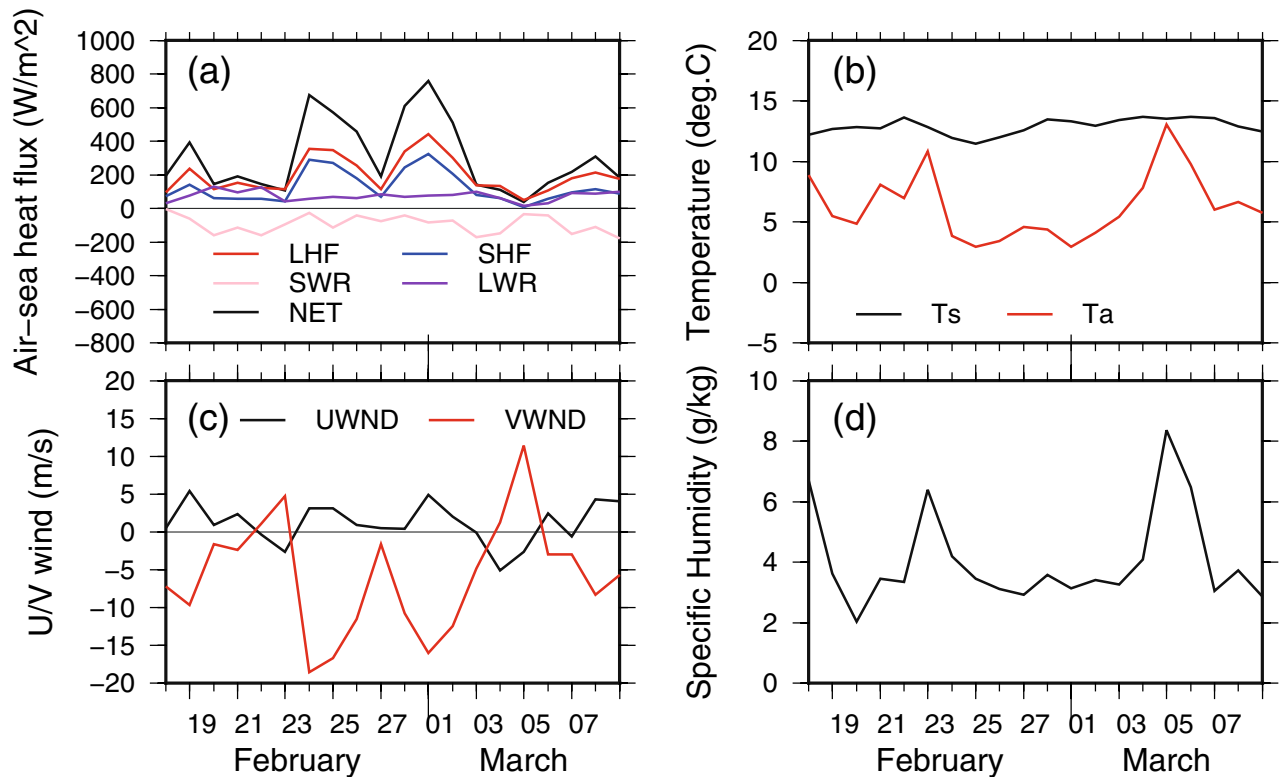 Air−sea heat flux (W/m^2)
1000
800
600
400
200
0
−200
−400
−600
−800
(a)
LHF SHF
SWR LWR
NET
Temperature (deg.C)
20
15
10
5
0
−5
(b)
Ts Ta
U/V wind (m/s)
20
15
10
5
0
−5
−10
−15
−20
(c) UWND VWND
19 21 23 25 27 01 03 05 07
February March
Specific Humidity (g/kg)
10
8
6
4
2
0
(d)
19 21 23 25 27 01 03 05 07
February March